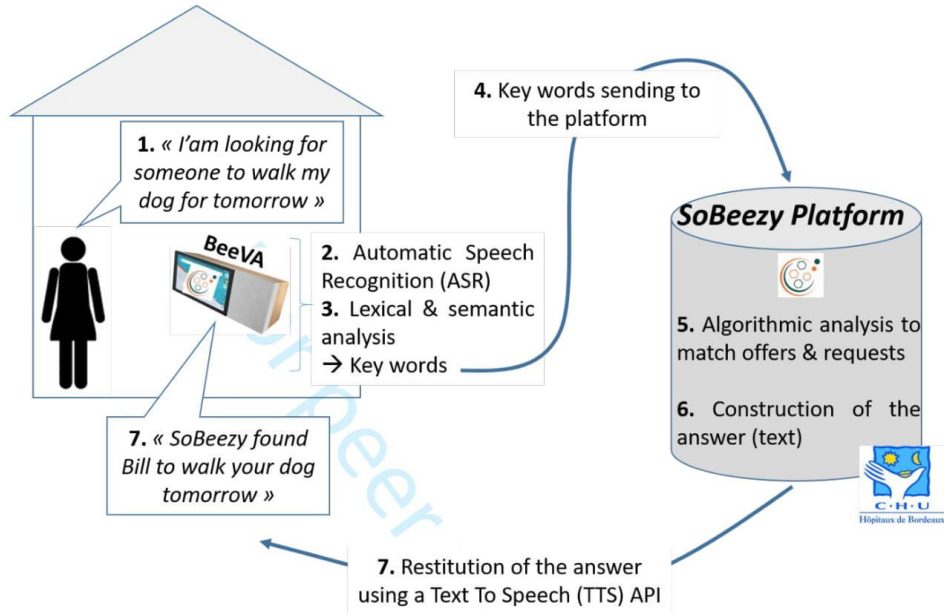 1. « I'am looking for
someone to walk my
dog for tomorrow »
BeeVA
2. Automatic Speech
Recognition (ASR)
3. Lexical & semantic
analysis
→ Key words
4. Key words sending to
the platform
SoBeezy Platform
5. Algorithmic analysis to
match offers & requests
6. Construction of the
answer (text)
C·H·U
Hôpitaux de Bordeaux
7. « SoBeezy found
Bill to walk your dog
tomorrow »
7. Restitution of the answer
using a Text To Speech (TTS) API
peer